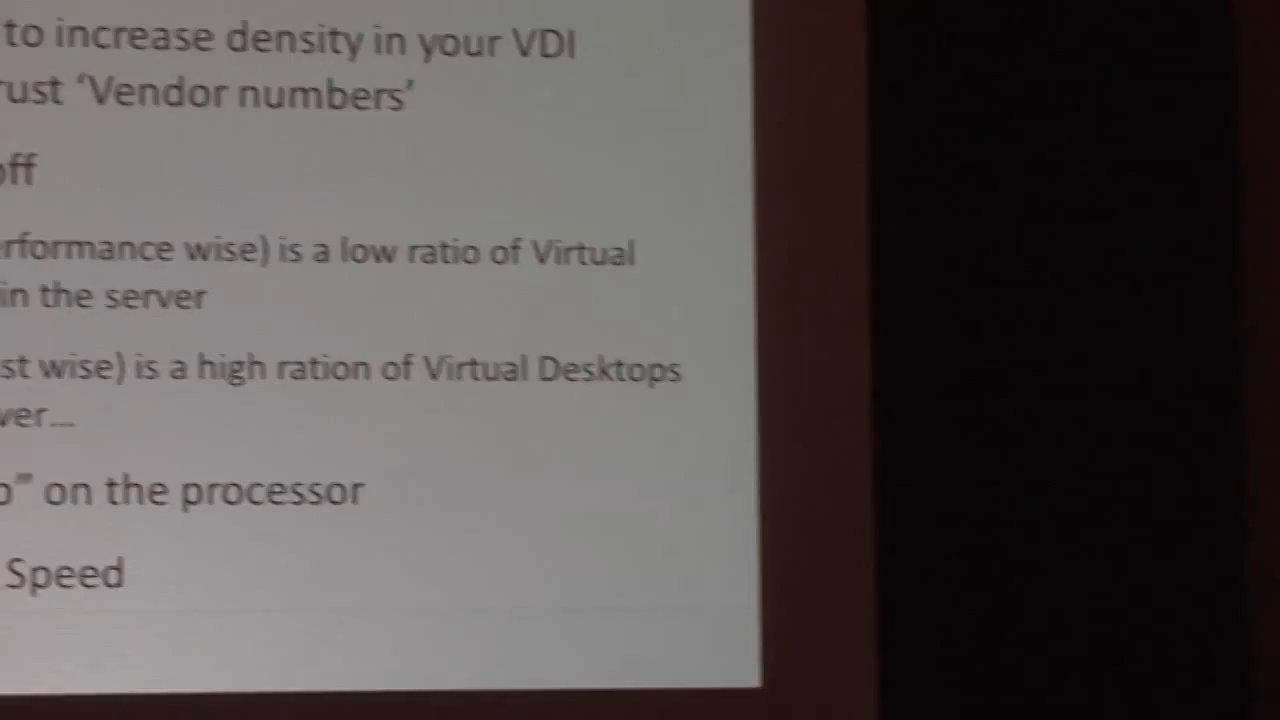 to increase density in your VDI
rust ‘Vendor numbers’
off
erformance wise) is a low ratio of Virtual
in the server
st wise) is a high ration of Virtual Desktops
ver...
on the processor
Speed